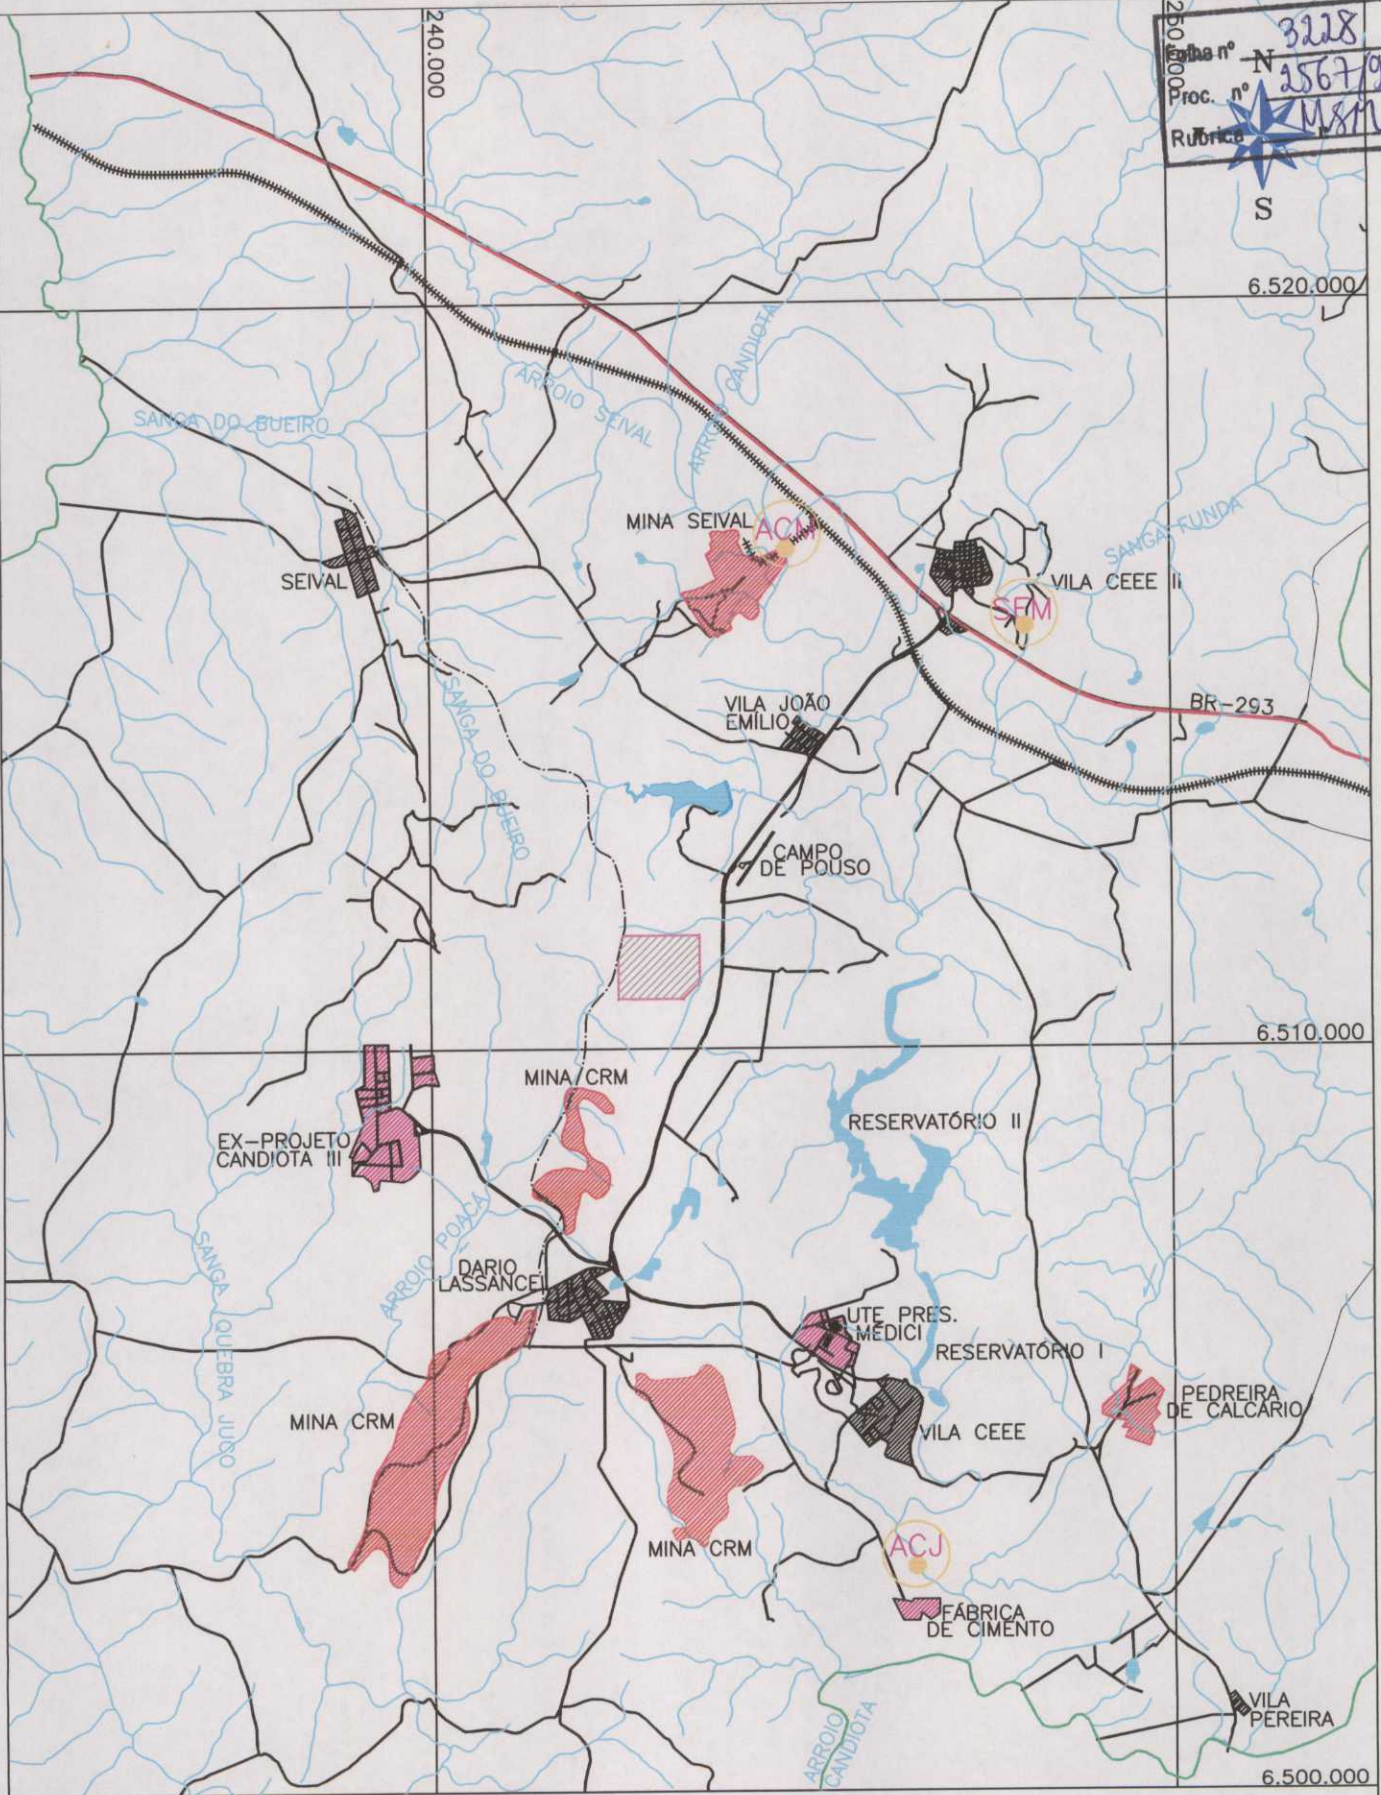 240.000
250.000
Folha nº 3228
N
Proc. nº 2567/9
Rubrica
S
6.520.000
ARROIO CANDIOTA
ARROIO SEIVAL
SANGA DO BUEIRO
MINA SEIVAL
ACM
SANGA FUNDA
SEIVAL
VILA CEEE II
SFM
SANGA DO BUEIRO
VILA JOÃO
EMÍLIO
BR-293
CAMPO
DE POUSO
6.510.000
MINA CRM
RESERVATÓRIO II
EX-PROJETO
CANDIOTA III
ARROIO POACA
SANGA QUEBRA JUGO
DARIO
LASSANCE
UTE PRES.
MÉDICI
RESERVATÓRIO I
PEDREIRA
DE CALCÁRIO
MINA CRM
VILA CEEE
MINA CRM
ACJ
FÁBRICA
DE CIMENTO
ARROIO
CANDIOTA
VILA
PEREIRA
6.500.000